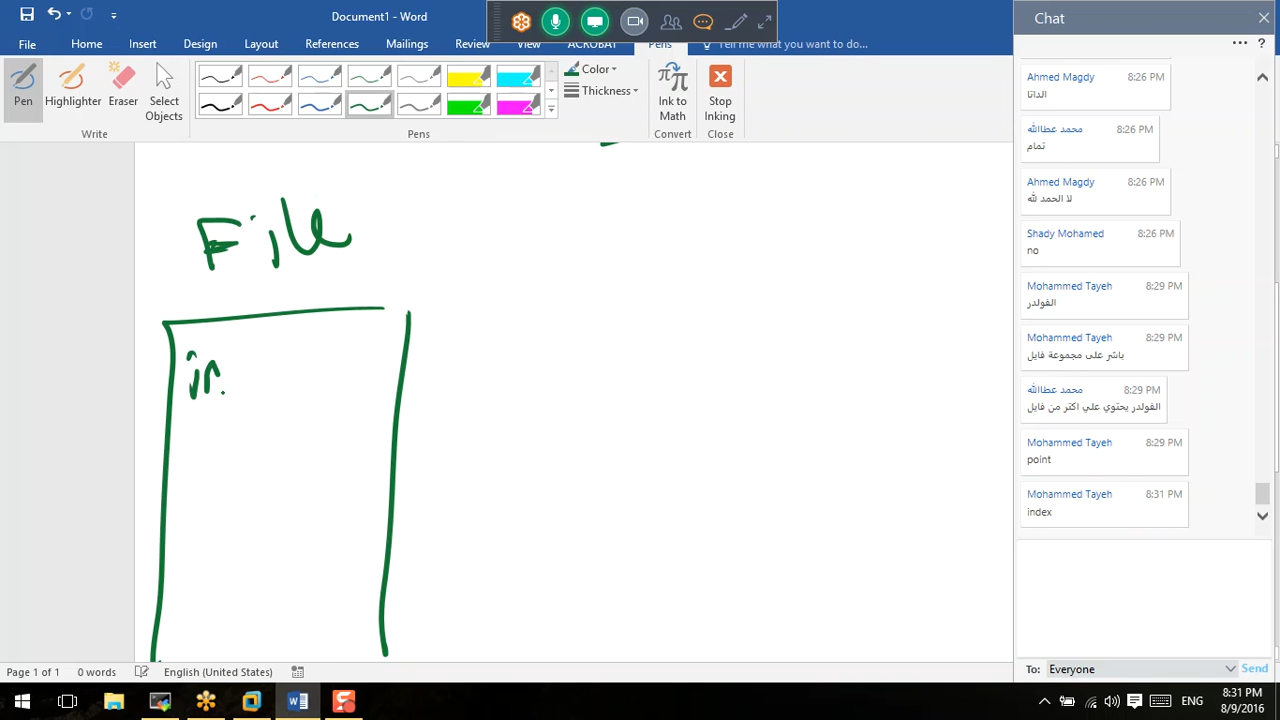 Document1 - Word
File Home Insert Design Layout References Mailings Review View ACROBAT Pens Tell me what you want to do...
Pen
Highlighter
Eraser
Select Objects
Color
Thickness
Ink to Math
Stop Inking
Write
Pens
Convert
Close
File
in
Page 1 of 1 0 words English (United States)
Chat
Ahmed Magdy 8:26 PM
الداتا
محمد عطاالله 8:26 PM
تمام
Ahmed Magdy 8:26 PM
لا الحمد لله
Shady Mohamed 8:26 PM
no
Mohammed Tayeh 8:29 PM
الفولدر
Mohammed Tayeh 8:29 PM
باشر على مجموعة فايل
محمد عطاالله 8:29 PM
الفولدر يحتوي علي اكتر من فايل
Mohammed Tayeh 8:29 PM
point
Mohammed Tayeh 8:31 PM
index
To: Everyone Send
ENG
8:31 PM
8/9/2016